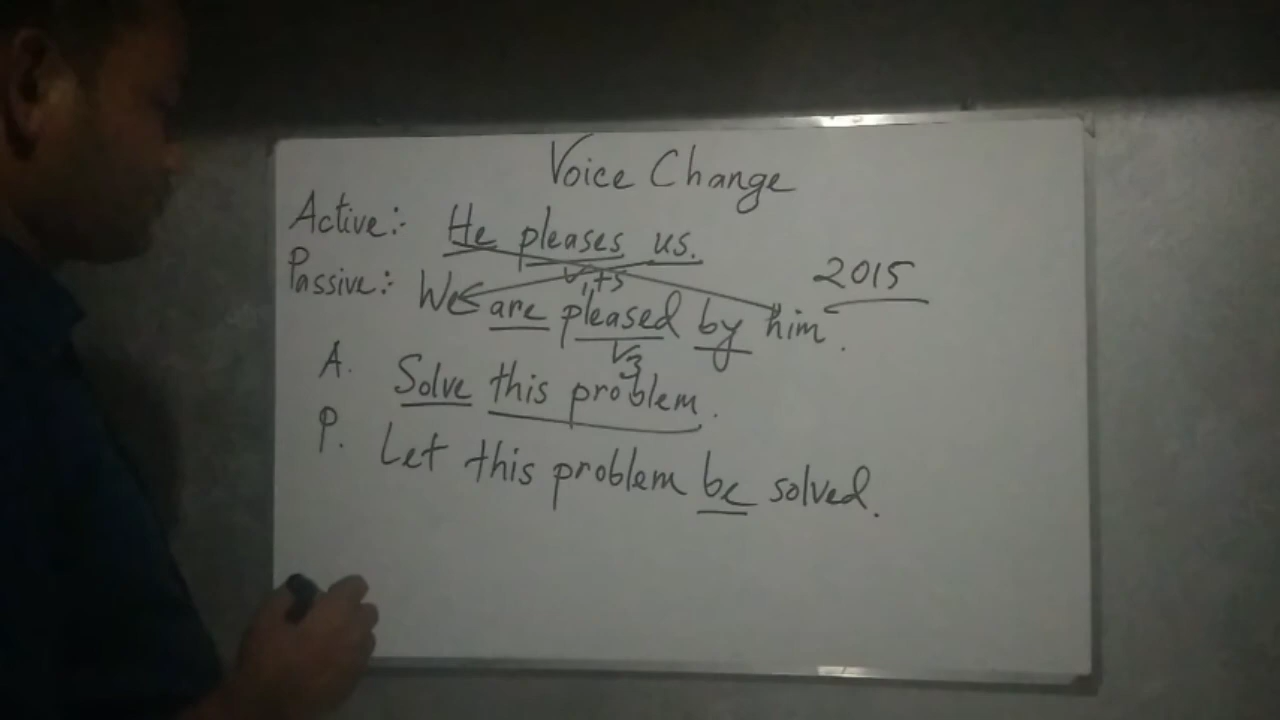 Voice Change
Active:- He pleases us.
V1+s
2015
Passive:- We are pleased by him.
V3
A. Solve this problem.
P. Let this problem be solved.